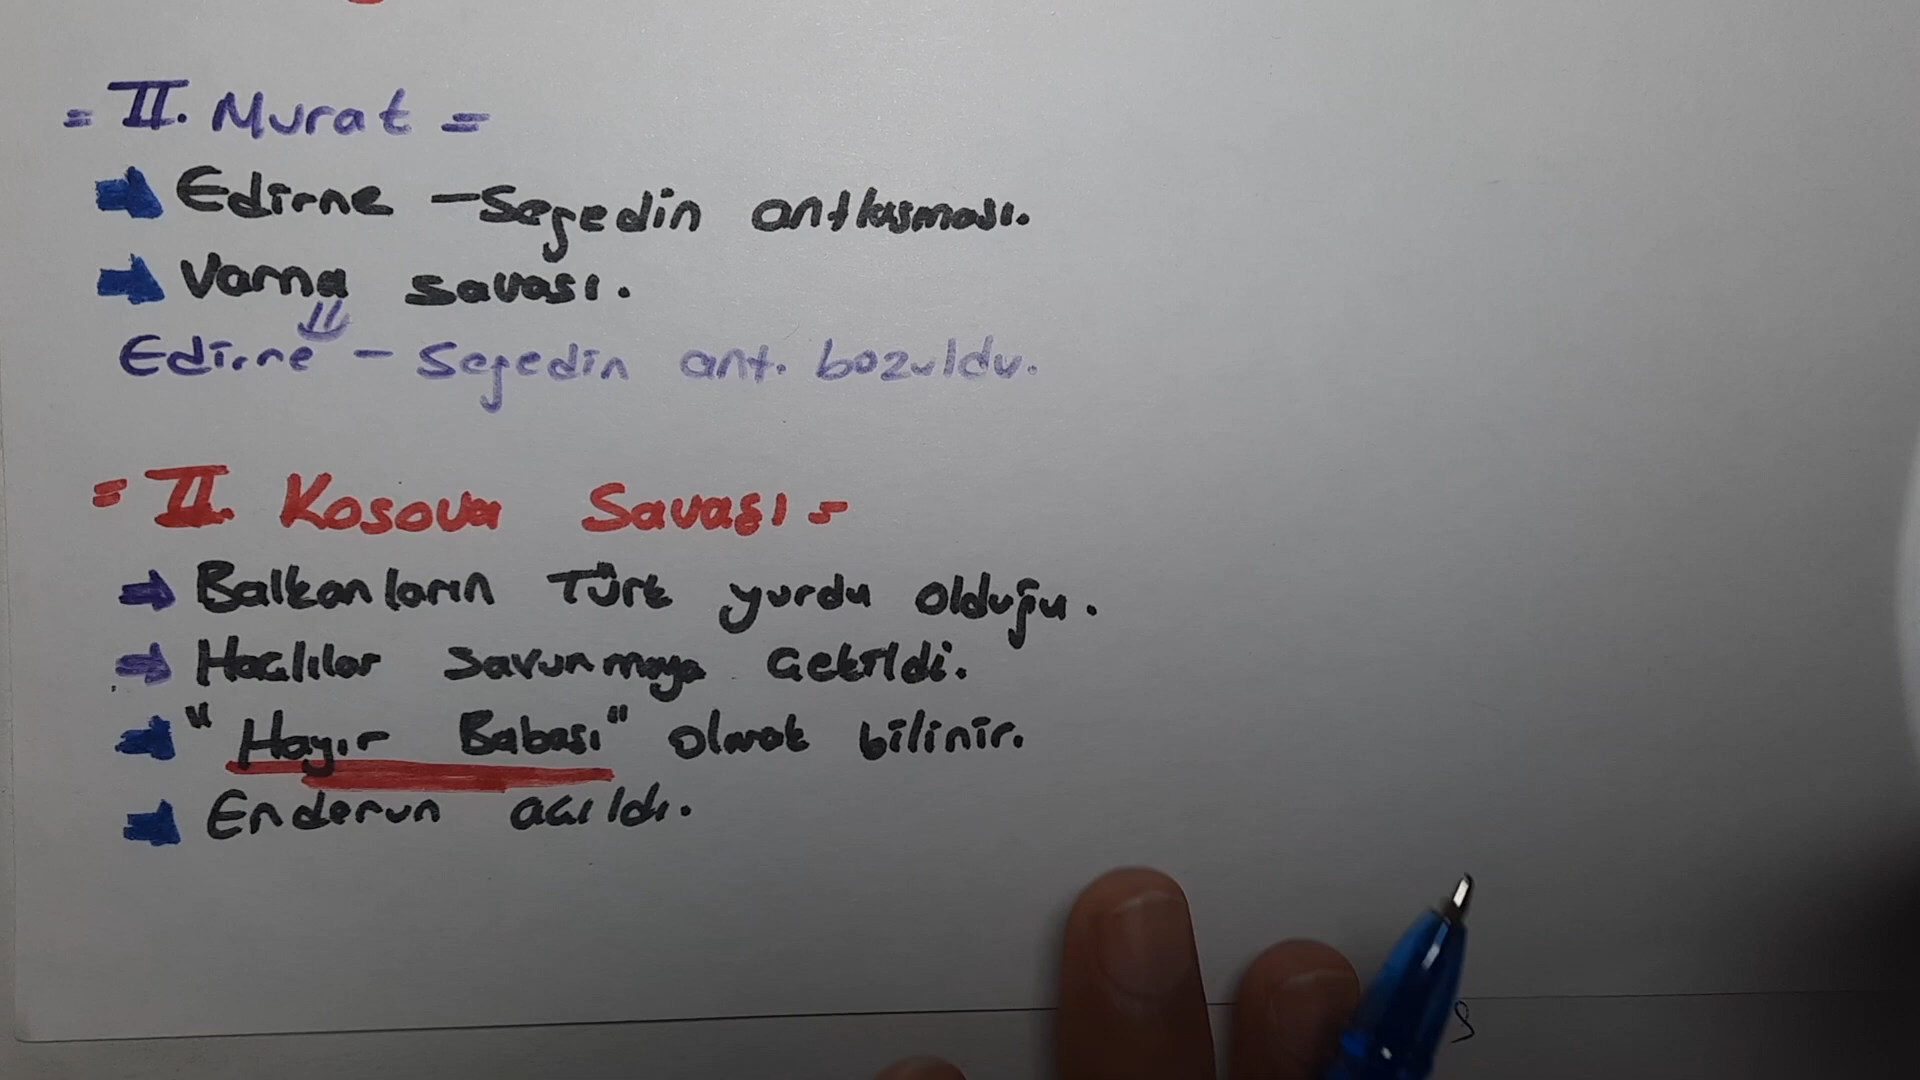 = II. Murat =
Edirne - Segedin antlaşması.
Varna savaşı.
Edirne - Segedin ant. bozuldu.
= II. Kosova Savaşı =
Balkanların Türk yurdu olduğu.
Haçlılar savunmaya çekildi.
"Hayır Babası" olarak bilinir.
Enderun açıldı.